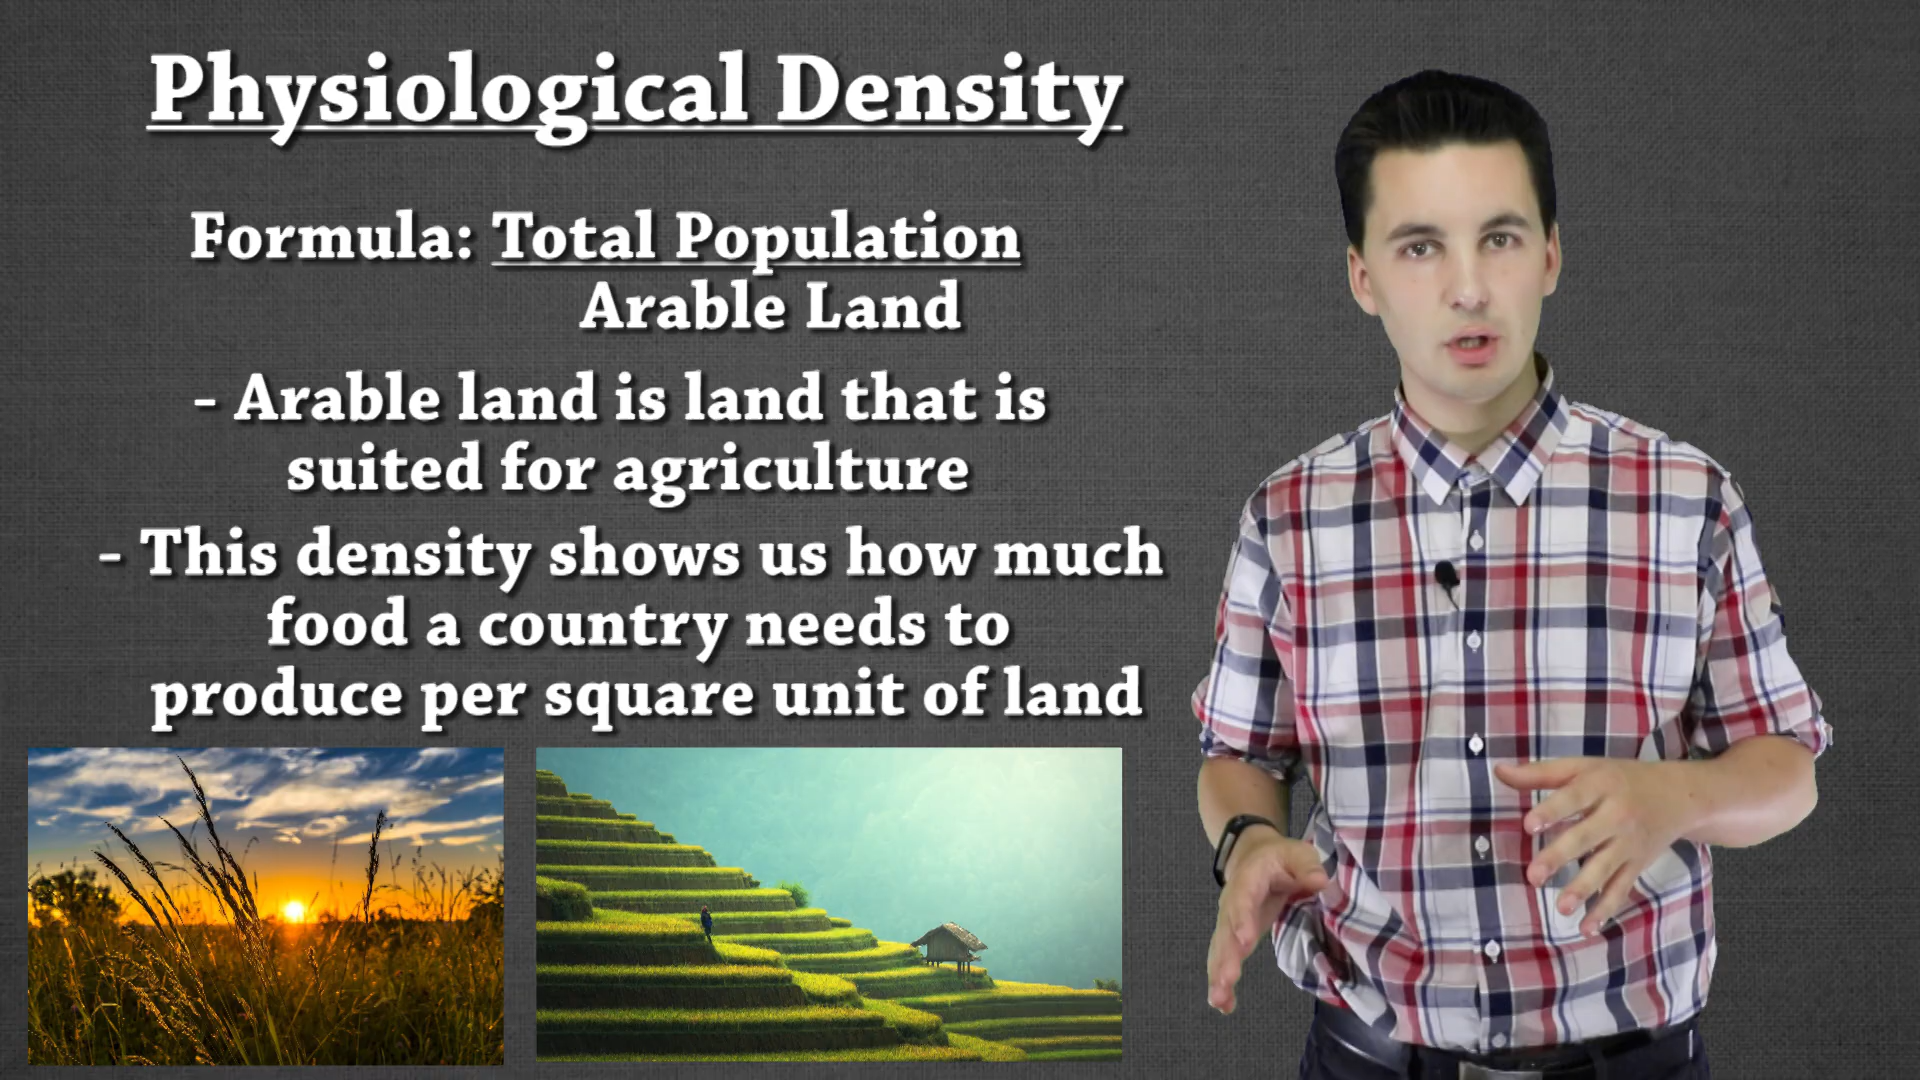 Physiological Density
Formula: Total Population
Arable Land
- Arable land is land that is
suited for agriculture
- This density shows us how much
food a country needs to
produce per square unit of land